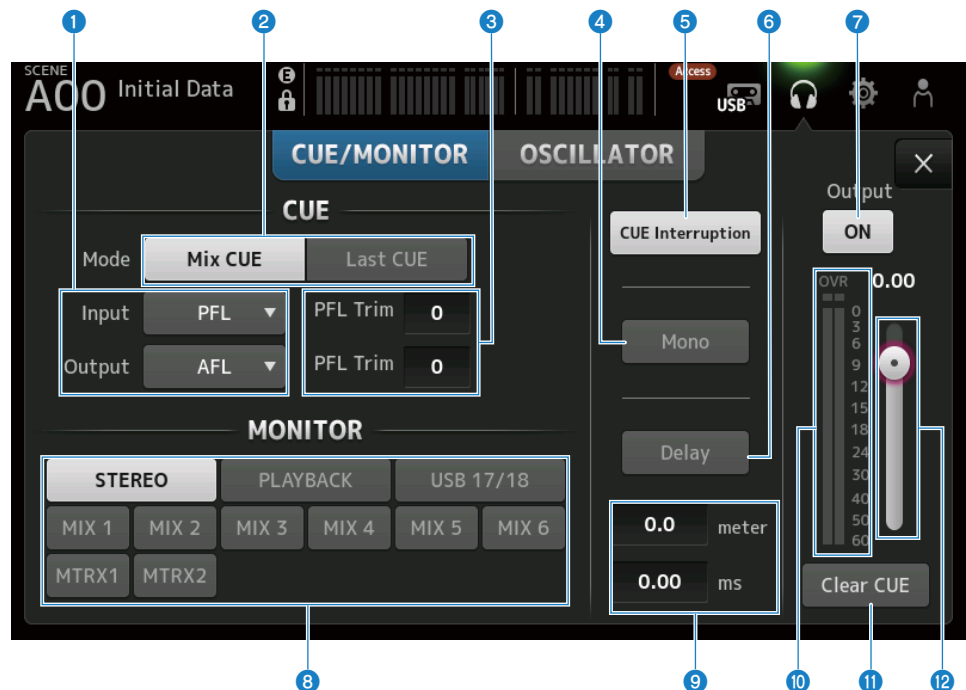 1 2 3 4 5 6 7
SCENE
A00 Initial Data
E
Access
USB
CUE/MONITOR OSCILLATOR
×
CUE
Output
CUE Interruption
ON
Mode Mix CUE Last CUE
OVR 0.00
Input PFL ▼ PFL Trim 0
Output AFL ▼ PFL Trim 0
Mono
0
3
6
9
12
15
18
24
30
40
50
60
MONITOR
Delay
STEREO PLAYBACK USB 17/18
MIX 1 MIX 2 MIX 3 MIX 4 MIX 5 MIX 6
0.0 meter
MTRX1 MTRX2
0.00 ms
Clear CUE
8 9 10 11 12